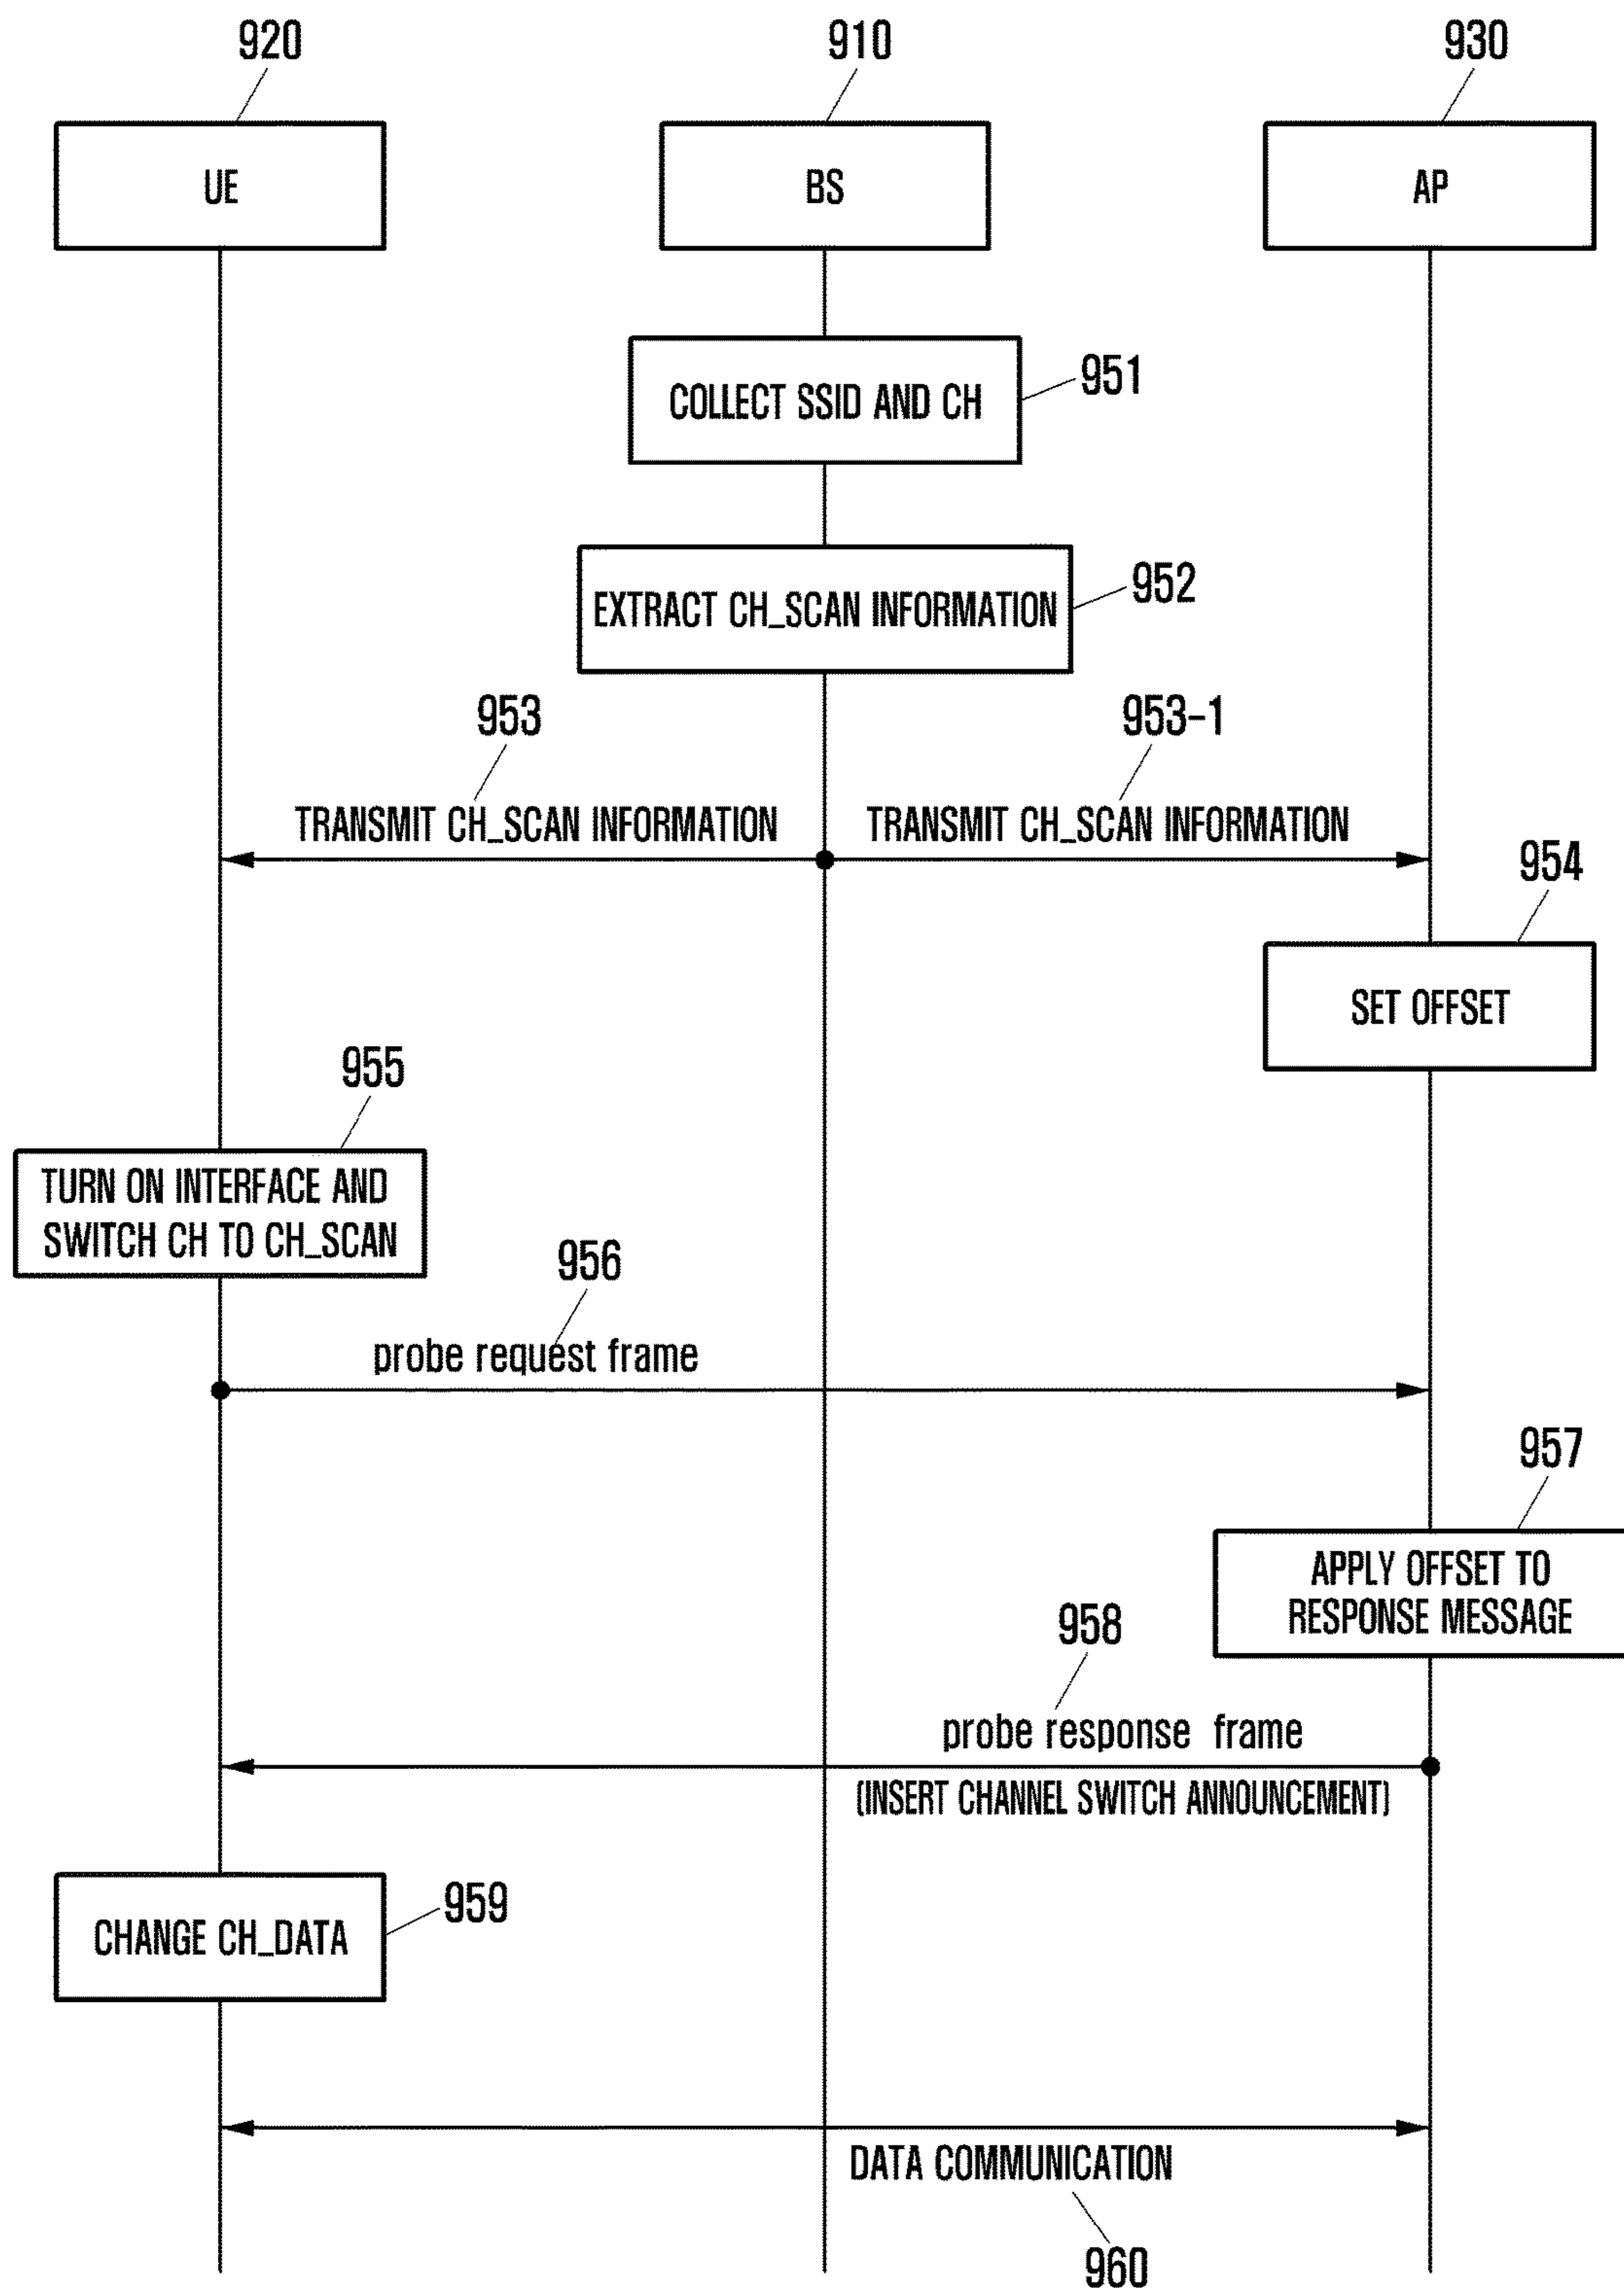 920
910
930
UE
BS
AP
COLLECT SSID AND CH
951
EXTRACT CH_SCAN INFORMATION
952
953
953-1
TRANSMIT CH_SCAN INFORMATION
TRANSMIT CH_SCAN INFORMATION
954
SET OFFSET
955
TURN ON INTERFACE AND
SWITCH CH TO CH_SCAN
956
probe request frame
957
APPLY OFFSET TO
RESPONSE MESSAGE
958
probe response frame
(INSERT CHANNEL SWITCH ANNOUNCEMENT)
CHANGE CH_DATA
959
DATA COMMUNICATION
960